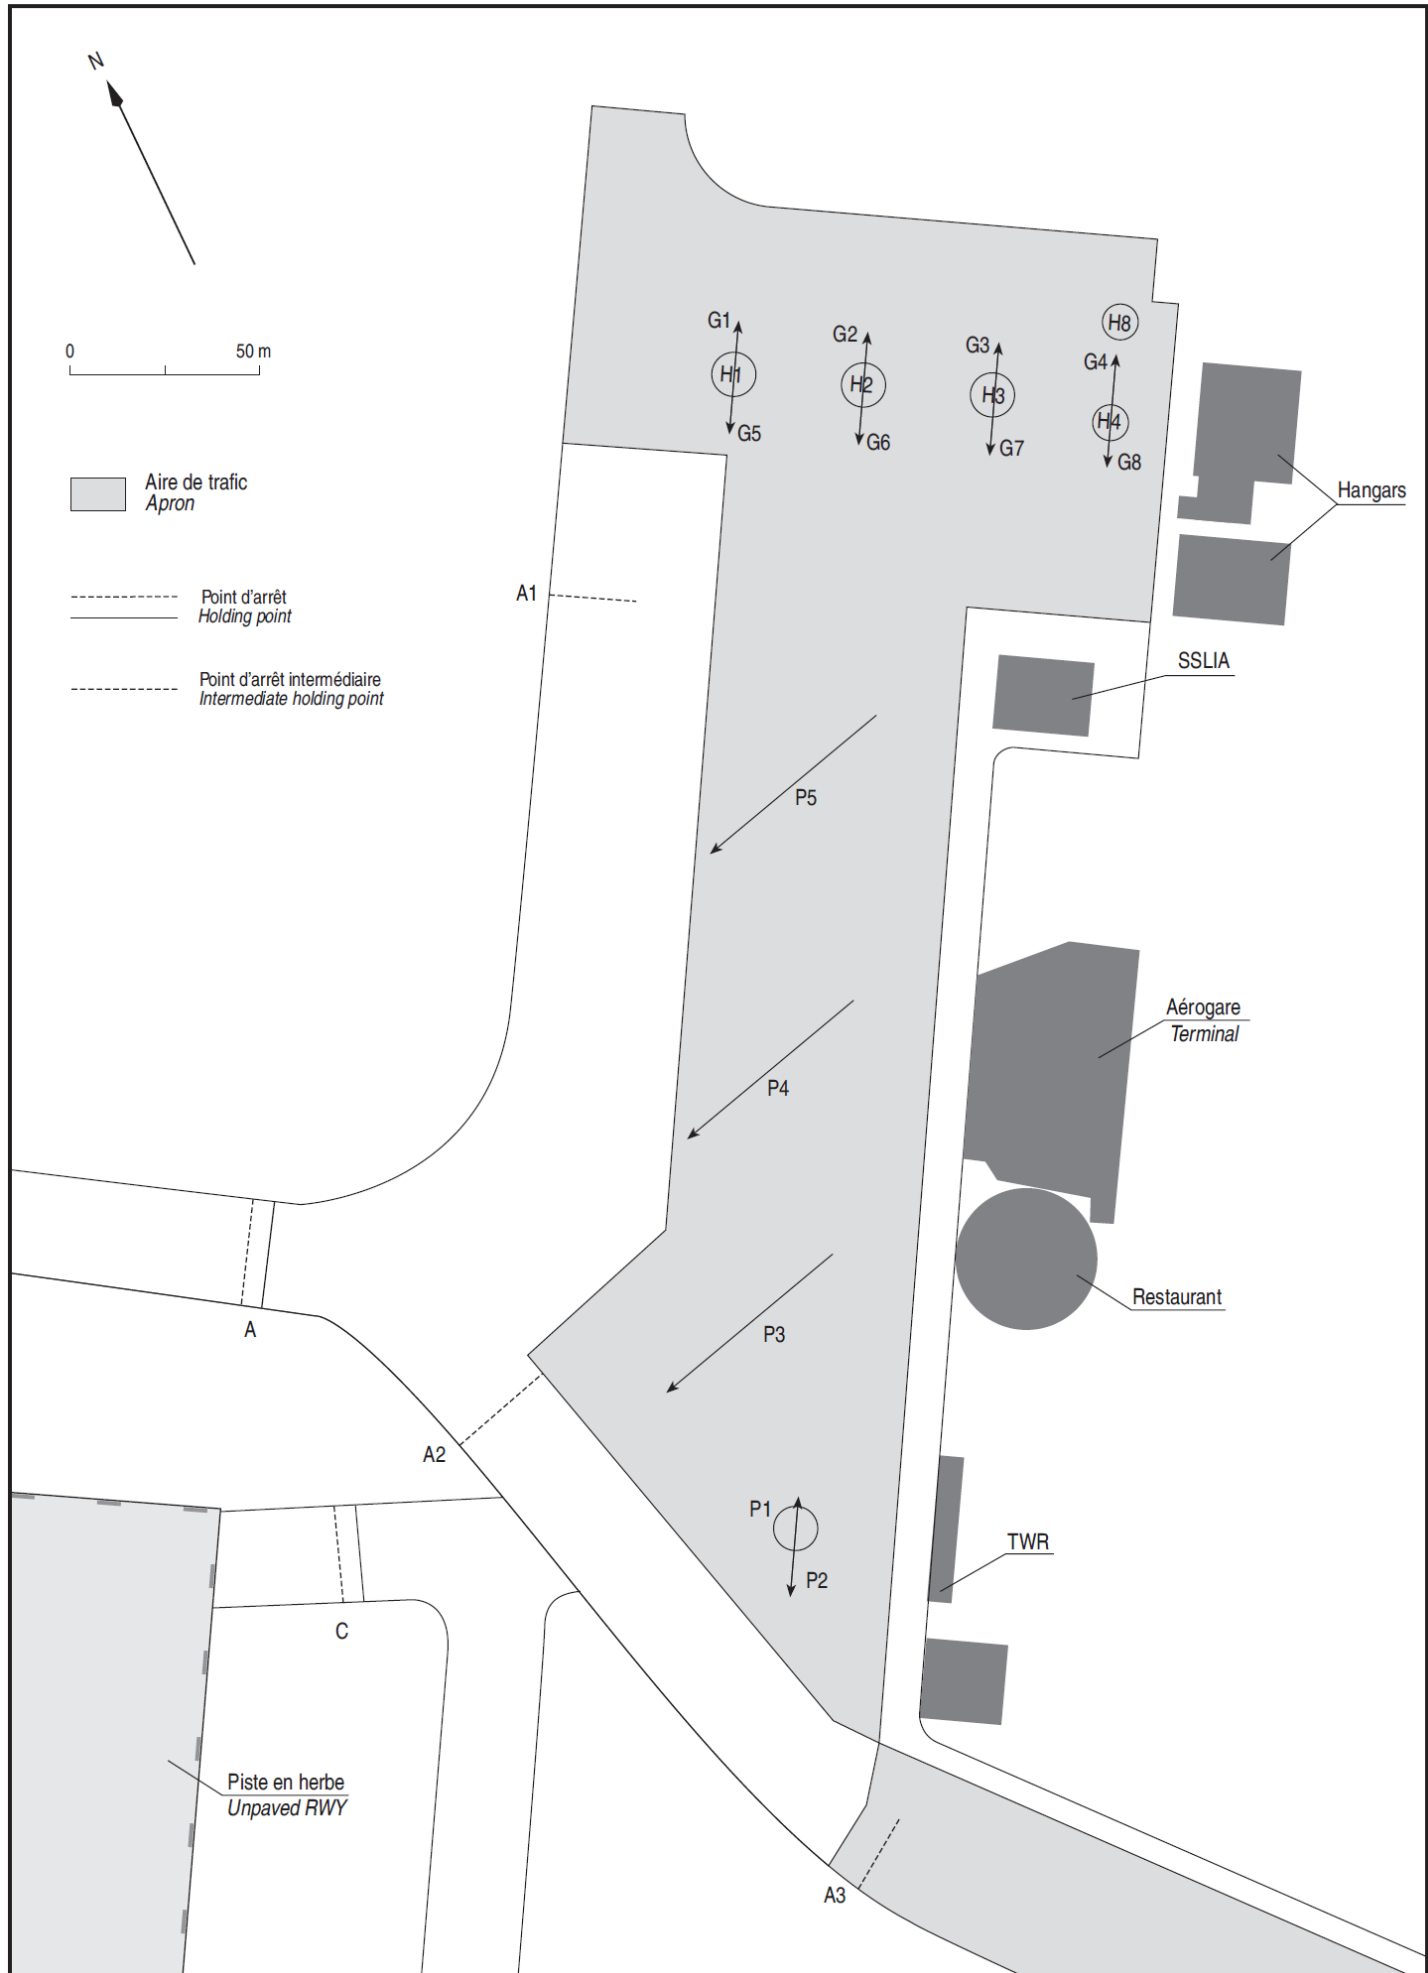 N
0 50 m
Aire de trafic
Apron
Point d'arrêt
Holding point
Point d'arrêt intermédiaire
Intermediate holding point
G1
G2
G3
G4
H8
H1
H2
H3
H4
G5
G6
G7
G8
Hangars
A1
SSLIA
P5
Aérogare
Terminal
P4
Restaurant
A
P3
A2
P1
TWR
P2
C
Piste en herbe
Unpaved RWY
A3